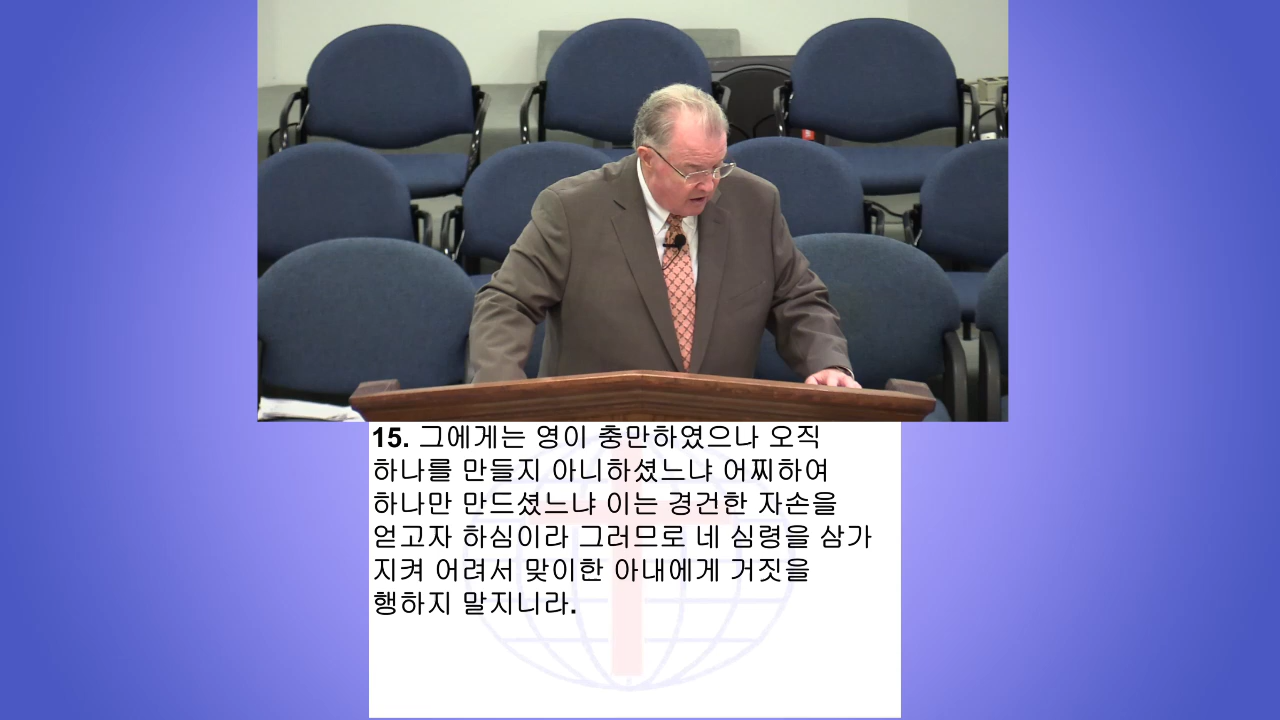 15. 그에게는 영이 충만하였으나 오직
하나를 만들지 아니하셨느냐 어찌하여
하나만 만드셨느냐 이는 경건한 자손을
얻고자 하심이라 그러므로 네 심령을 삼가
지켜 어려서 맞이한 아내에게 거짓을
행하지 말지니라.